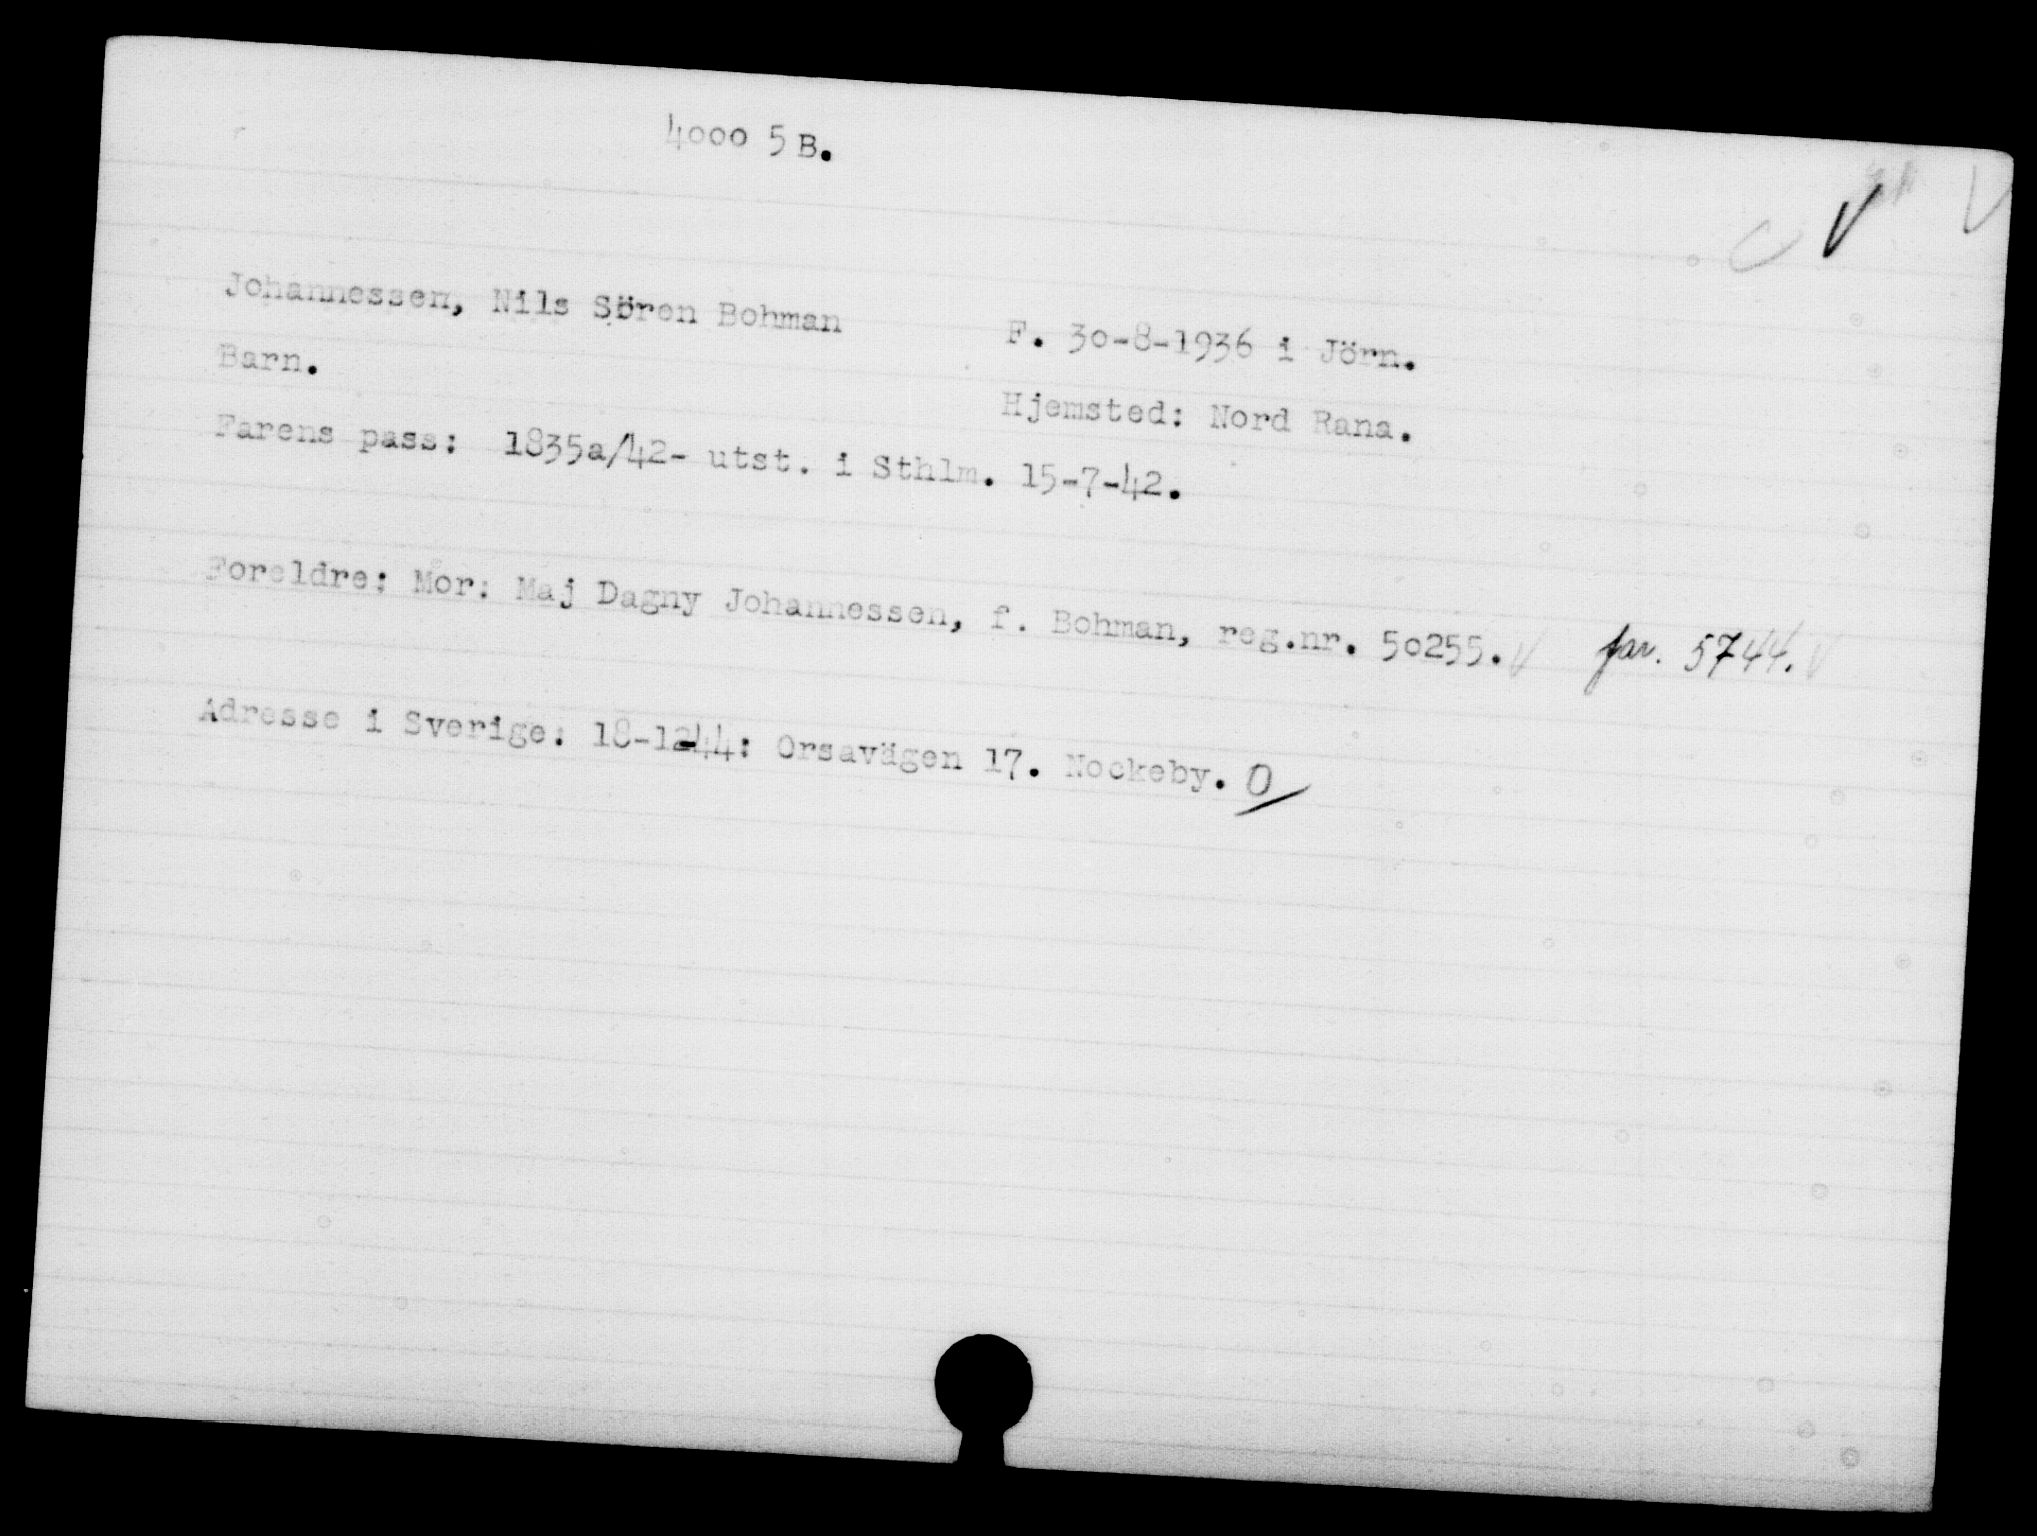 4000 5 B.
Johannessen, Nils Sören Bohman
F. 30-8-1936 i Jörn.
Barn.
Hjemsted: Nord Rana.
Farens pass: 1835a/42- utst. i Sthlm. 15-7-42.
Foreldre: Mor: Maj Dagny Johannessen, f. Bohman, reg.nr. 50255. far. 5744.
Adresse i Sverige: 18-12-44: Orsavägen 17. Nockeby. O